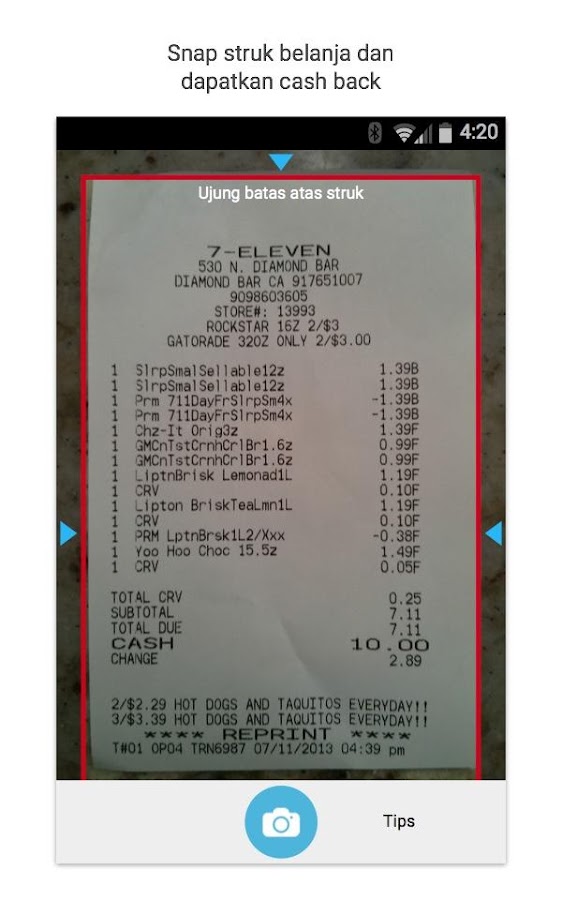 Snap struk belanja dan
dapatkan cash back
4:20
Ujung batas atas struk
7-ELEVEN
530 N. DIAMOND BAR
DIAMOND BAR CA 917651007
9098603605
STORE#: 13993
ROCKSTAR 16Z 2/$3
GATORADE 32OZ ONLY 2/$3.00
1 SlrpSmalSellable12z 1.39B
1 SlrpSmalSellable12z 1.39B
1 Prm 711DayFrSlrpSm4x -1.39B
1 Prm 711DayFrSlrpSm4x -1.39B
1 Chz-It Orig3z 1.39F
1 GMCnTstCrnhCrlBr1.6z 0.99F
1 GMCnTstCrnhCrlBr1.6z 0.99F
1 LiptnBrisk Lemonad1L 1.19F
1 CRV 0.10F
1 Lipton BriskTeaLmn1L 1.19F
1 CRV 0.10F
1 PRM LptnBrsk1L2/Xxx -0.38F
1 Yoo Hoo Choc 15.5z 1.49F
1 CRV 0.05F
TOTAL CRV 0.25
SUBTOTAL 7.11
TOTAL DUE 7.11
CASH 10.00
CHANGE 2.89
2/$2.29 HOT DOGS AND TAQUITOS EVERYDAY!!
3/$3.39 HOT DOGS AND TAQUITOS EVERYDAY!!
**** REPRINT ****
T#01 OP04 TRN6987 07/11/2013 04:39 pm
Tips